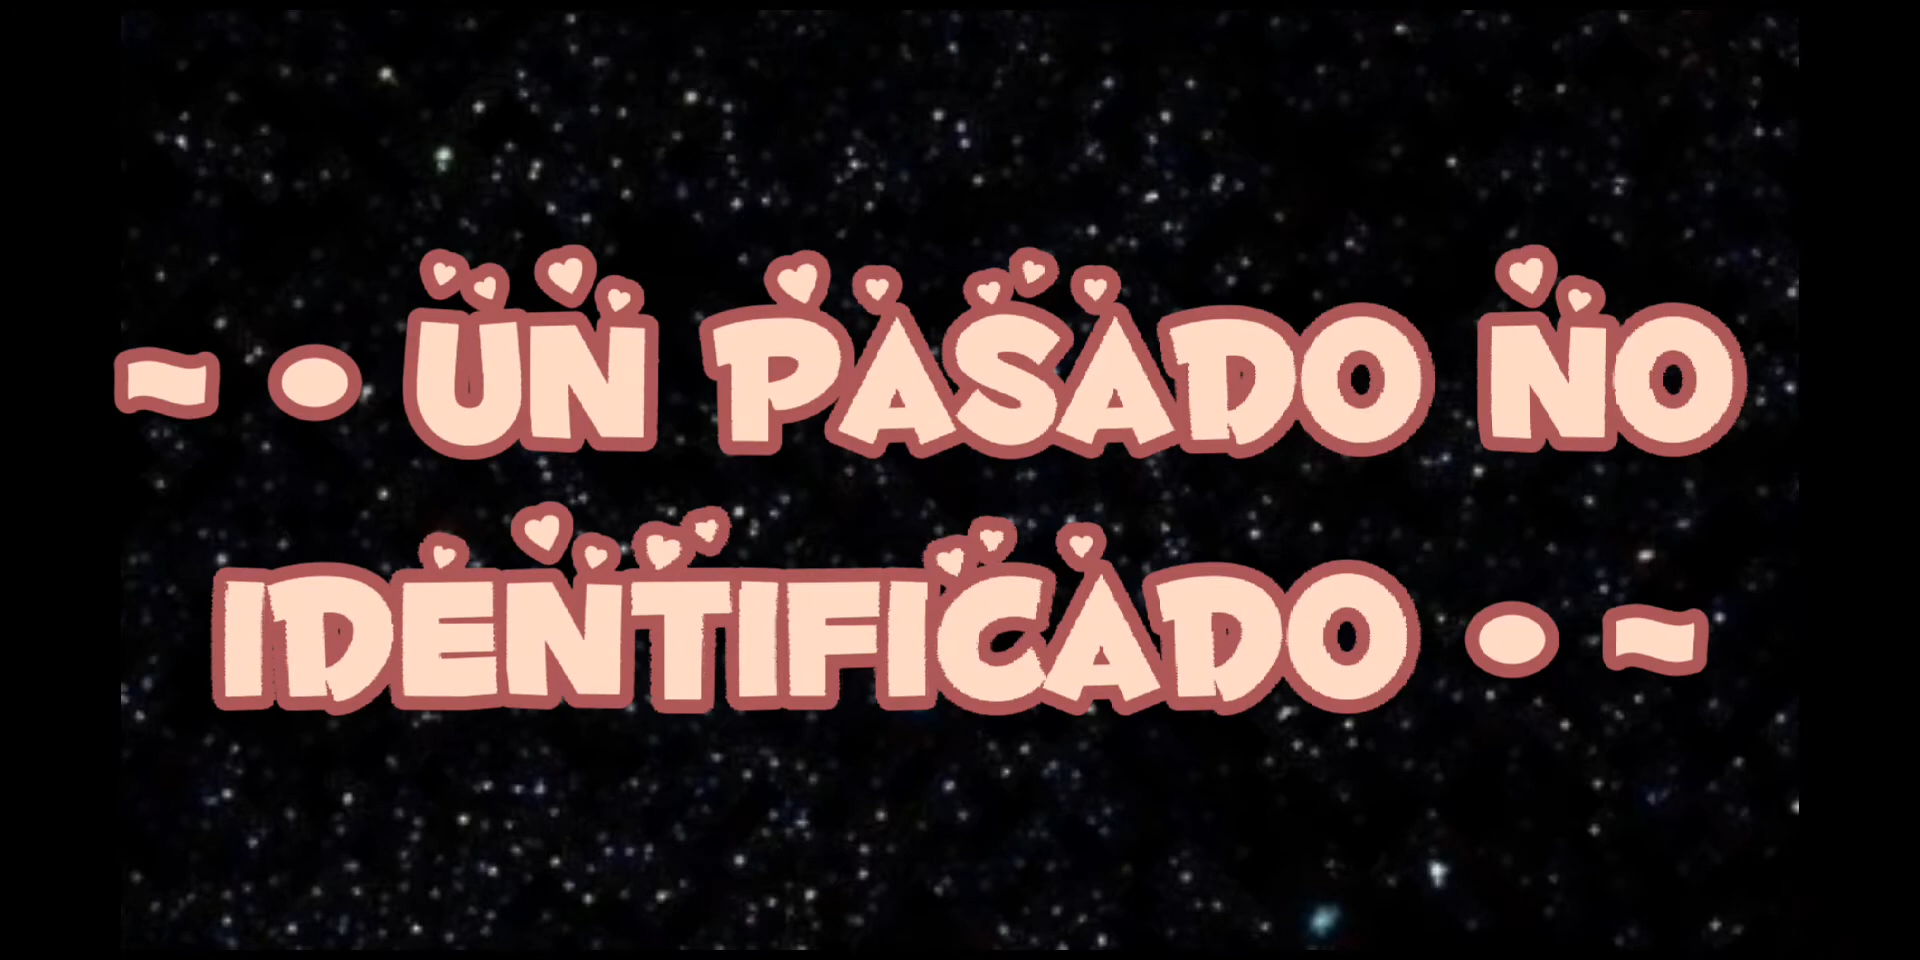 ~ • UN PASADO NO
IDENTIFICADO • ~